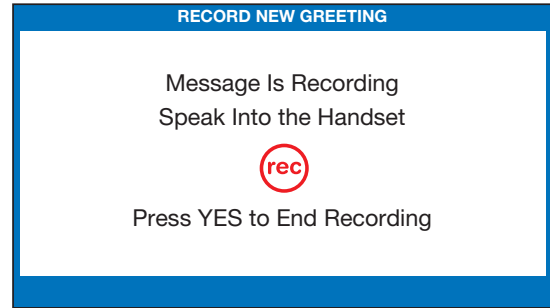 RECORD NEW GREETING
Message Is Recording
Speak Into the Handset
rec
Press YES to End Recording